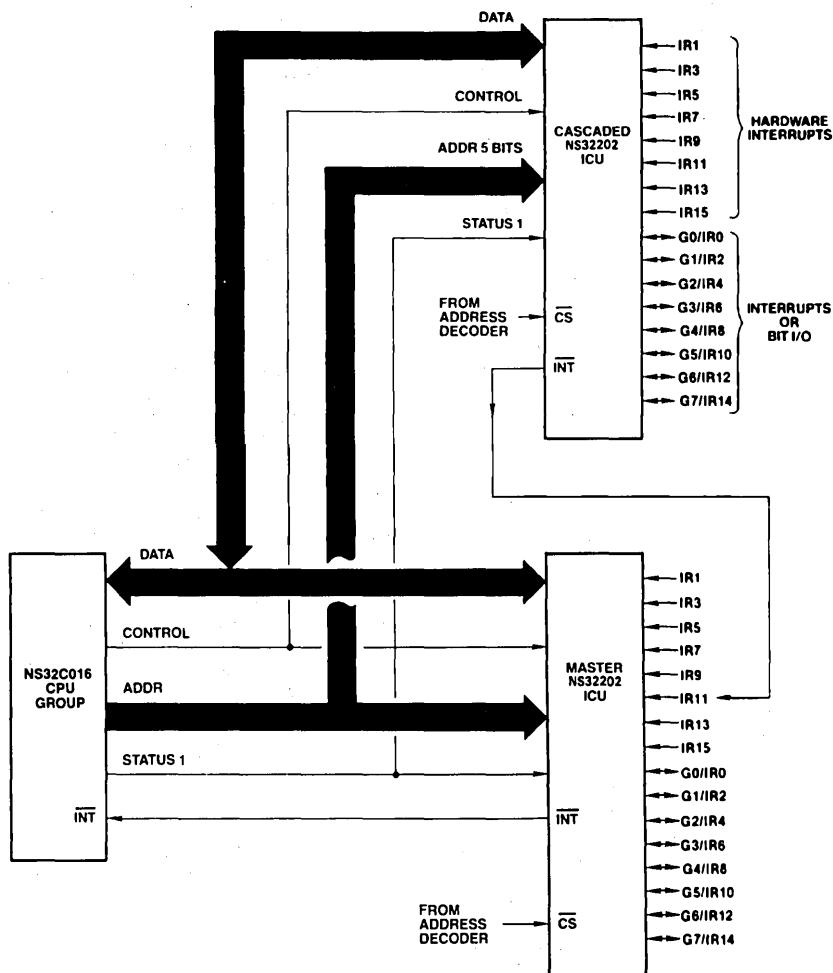 DATA
CONTROL
ADDR 5 BITS
STATUS 1
FROM
ADDRESS
DECODER
CS
INT
CASCADED
NS32202
ICU
IR1
IR3
IR5
IR7
IR9
IR11
IR13
IR15
G0/IR0
G1/IR2
G2/IR4
G3/IR6
G4/IR8
G5/IR10
G6/IR12
G7/IR14
HARDWARE
INTERRUPTS
INTERRUPTS
OR
BIT I/O
NS32C016
CPU
GROUP
DATA
CONTROL
ADDR
STATUS 1
INT
MASTER
NS32202
ICU
INT
FROM
ADDRESS
DECODER
CS
IR1
IR3
IR5
IR7
IR9
IR11
IR13
IR15
G0/IR0
G1/IR2
G2/IR4
G3/IR6
G4/IR8
G5/IR10
G6/IR12
G7/IR14